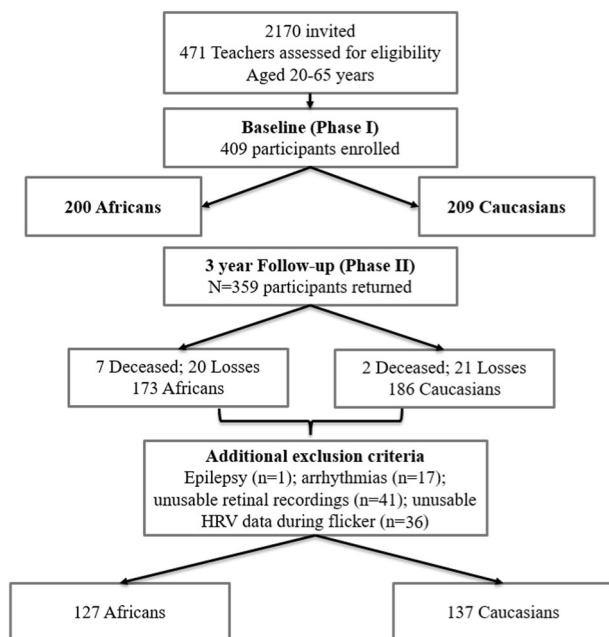 2170 invited
471 Teachers assessed for eligibility
Aged 20-65 years
Baseline (Phase I)
409 participants enrolled
200 Africans
209 Caucasians
3 year Follow-up (Phase II)
N=359 participants returned
7 Deceased; 20 Losses
173 Africans
2 Deceased; 21 Losses
186 Caucasians
Additional exclusion criteria
Epilepsy (n=1); arrhythmias (n=17);
unusable retinal recordings (n=41); unusable
HRV data during flicker (n=36)
127 Africans
137 Caucasians